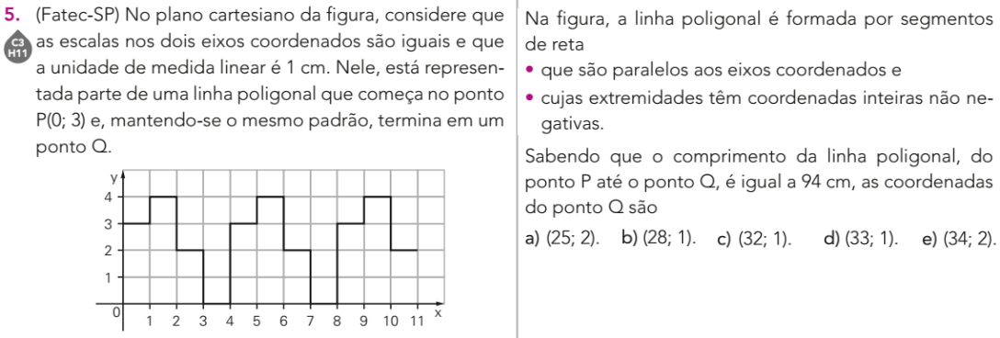 5. (Fatec-SP) No plano cartesiano da figura, considere que
C3
H11
as escalas nos dois eixos coordenados são iguais e que
a unidade de medida linear é 1 cm. Nele, está represen-
tada parte de uma linha poligonal que começa no ponto
P(0; 3) e, mantendo-se o mesmo padrão, termina em um
ponto Q.
y
4
3
2
1
0 1 2 3 4 5 6 7 8 9 10 11 x
Na figura, a linha poligonal é formada por segmentos
de reta
• que são paralelos aos eixos coordenados e
• cujas extremidades têm coordenadas inteiras não ne-
gativas.
Sabendo que o comprimento da linha poligonal, do
ponto P até o ponto Q, é igual a 94 cm, as coordenadas
do ponto Q são
a) (25; 2). b) (28; 1). c) (32; 1). d) (33; 1). e) (34; 2).